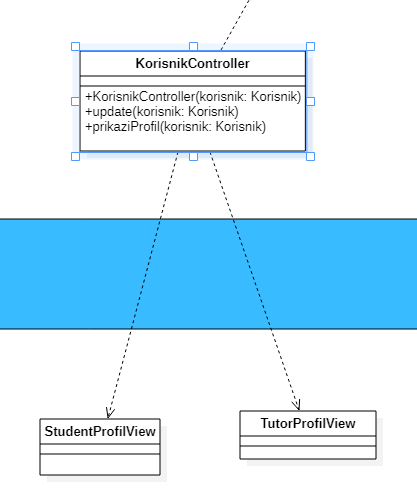 KorisnikController
+KorisnikController(korisnik: Korisnik)
+update(korisnik: Korisnik)
+prikaziProfil(korisnik: Korisnik)
StudentProfilView
TutorProfilView